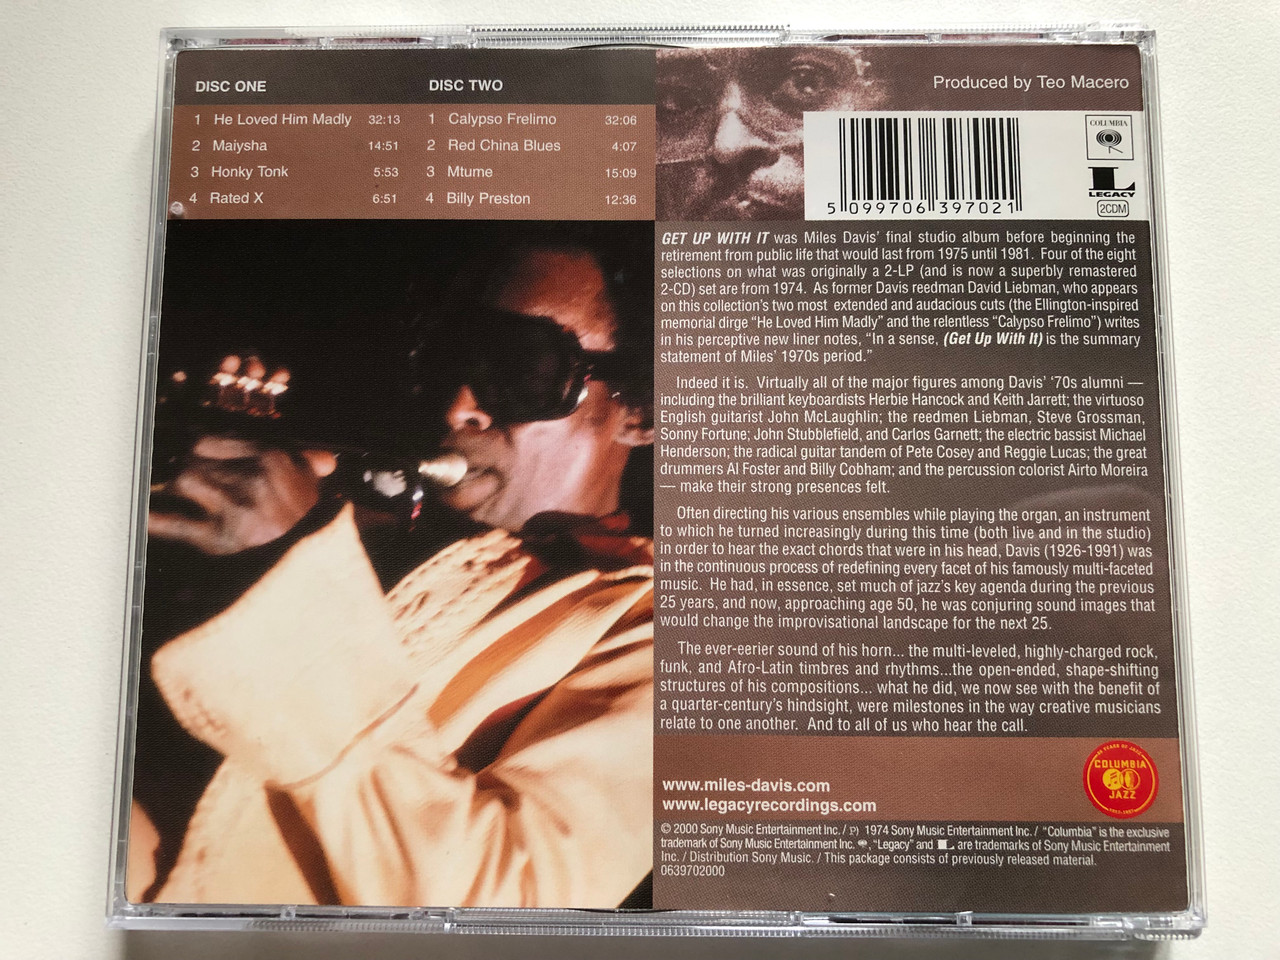 DISC ONE
1 He Loved Him Madly 32:13
2 Maiysha 14:51
3 Honky Tonk 5:53
4 Rated X 6:51
DISC TWO
1 Calypso Frelimo 32:06
2 Red China Blues 4:07
3 Mtume 15:09
4 Billy Preston 12:36
Produced by Teo Macero
5 099706 397021
COLUMBIA
LEGACY
2CDM
GET UP WITH IT was Miles Davis' final studio album before beginning the
retirement from public life that would last from 1975 until 1981. Four of the eight
selections on what was originally a 2-LP (and is now a superbly remastered
2-CD) set are from 1974. As former Davis reedman David Liebman, who appears
on this collection's two most extended and audacious cuts (the Ellington-inspired
memorial dirge “He Loved Him Madly” and the relentless “Calypso Frelimo”) writes
in his perceptive new liner notes, “In a sense, (Get Up With It) is the summary
statement of Miles' 1970s period.”
Indeed it is. Virtually all of the major figures among Davis' '70s alumni —
including the brilliant keyboardists Herbie Hancock and Keith Jarrett; the virtuoso
English guitarist John McLaughlin; the reedmen Liebman, Steve Grossman,
Sonny Fortune; John Stubblefield, and Carlos Garnett; the electric bassist Michael
Henderson; the radical guitar tandem of Pete Cosey and Reggie Lucas; the great
drummers Al Foster and Billy Cobham; and the percussion colorist Airto Moreira
— make their strong presences felt.
Often directing his various ensembles while playing the organ, an instrument
to which he turned increasingly during this time (both live and in the studio)
in order to hear the exact chords that were in his head, Davis (1926-1991) was
in the continuous process of redefining every facet of his famously multi-faceted
music. He had, in essence, set much of jazz's key agenda during the previous
25 years, and now, approaching age 50, he was conjuring sound images that
would change the improvisational landscape for the next 25.
The ever-eerier sound of his horn... the multi-leveled, highly-charged rock,
funk, and Afro-Latin timbres and rhythms...the open-ended, shape-shifting
structures of his compositions... what he did, we now see with the benefit of
a quarter-century's hindsight, were milestones in the way creative musicians
relate to one another. And to all of us who hear the call.
www.miles-davis.com
www.legacyrecordings.com
COLUMBIA
JAZZ
© 2000 Sony Music Entertainment Inc. / ℗ 1974 Sony Music Entertainment Inc. / “Columbia” is the exclusive
trademark of Sony Music Entertainment Inc. , “Legacy” and L are trademarks of Sony Music Entertainment
Inc. / Distribution Sony Music. / This package consists of previously released material.
0639702000